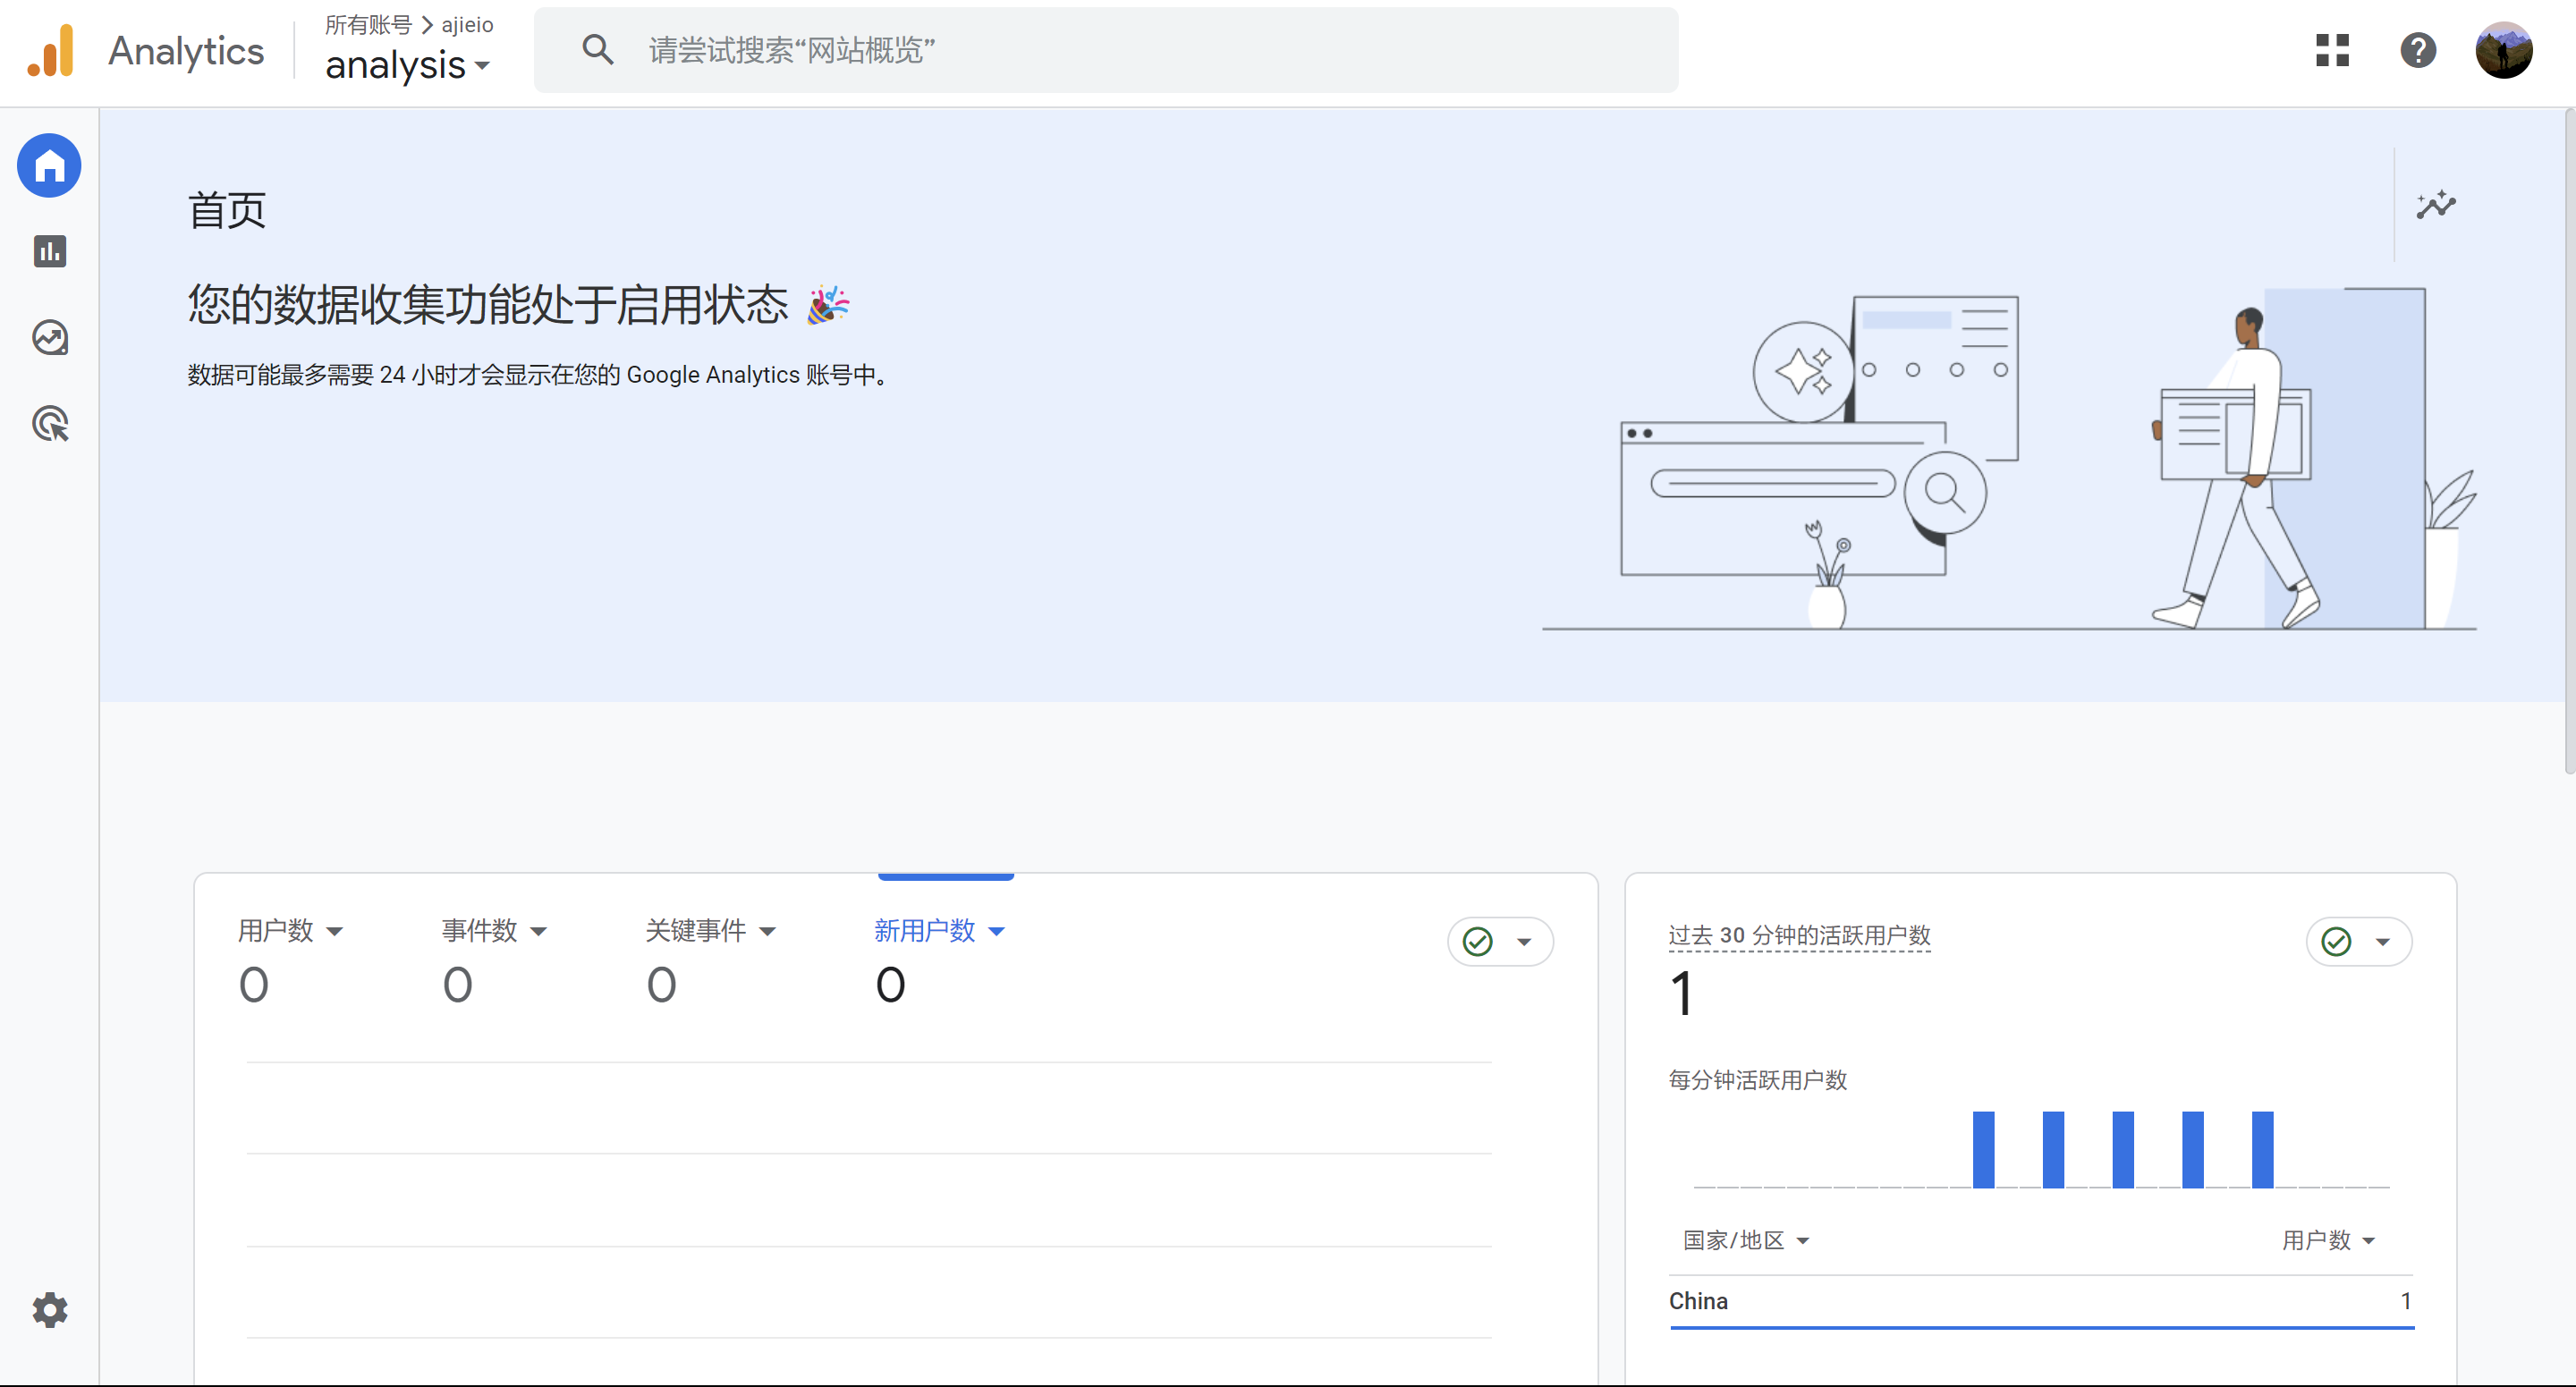 Analytics
所有账号 > ajieio
analysis
请尝试搜索“网站概览”
首页
您的数据收集功能处于启用状态 🎉
数据可能最多需要 24 小时才会显示在您的 Google Analytics 账号中。
用户数 事件数 关键事件 新用户数
0 0 0 0
过去 30 分钟的活跃用户数
1
每分钟活跃用户数
国家/地区 用户数
China 1